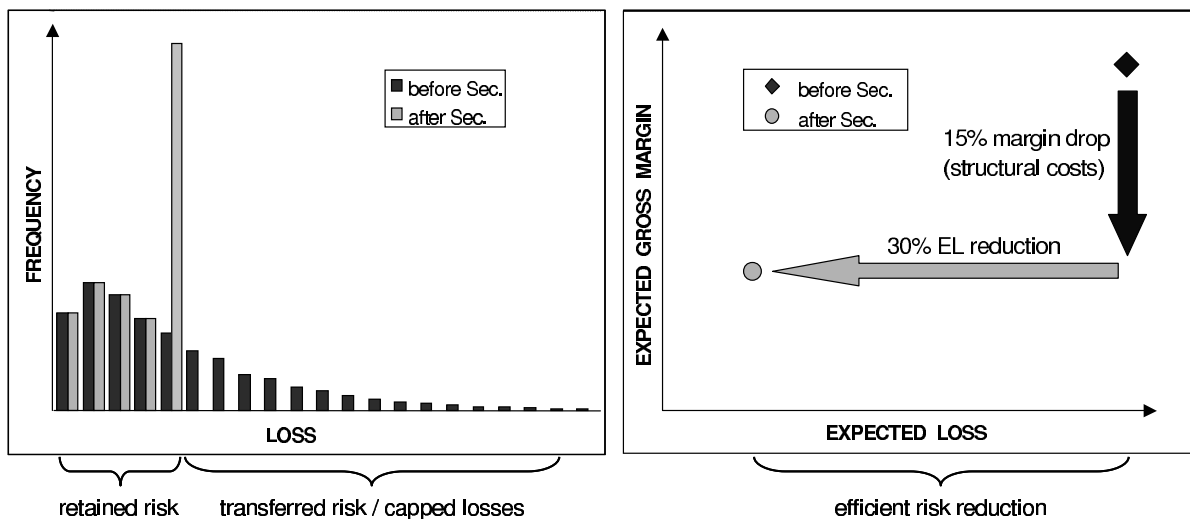 FREQUENCY
before Sec.
after Sec.
LOSS
retained risk
transferred risk / capped losses
EXPECTED GROSS MARGIN
before Sec.
after Sec.
15% margin drop
(structural costs)
30% EL reduction
EXPECTED LOSS
efficient risk reduction